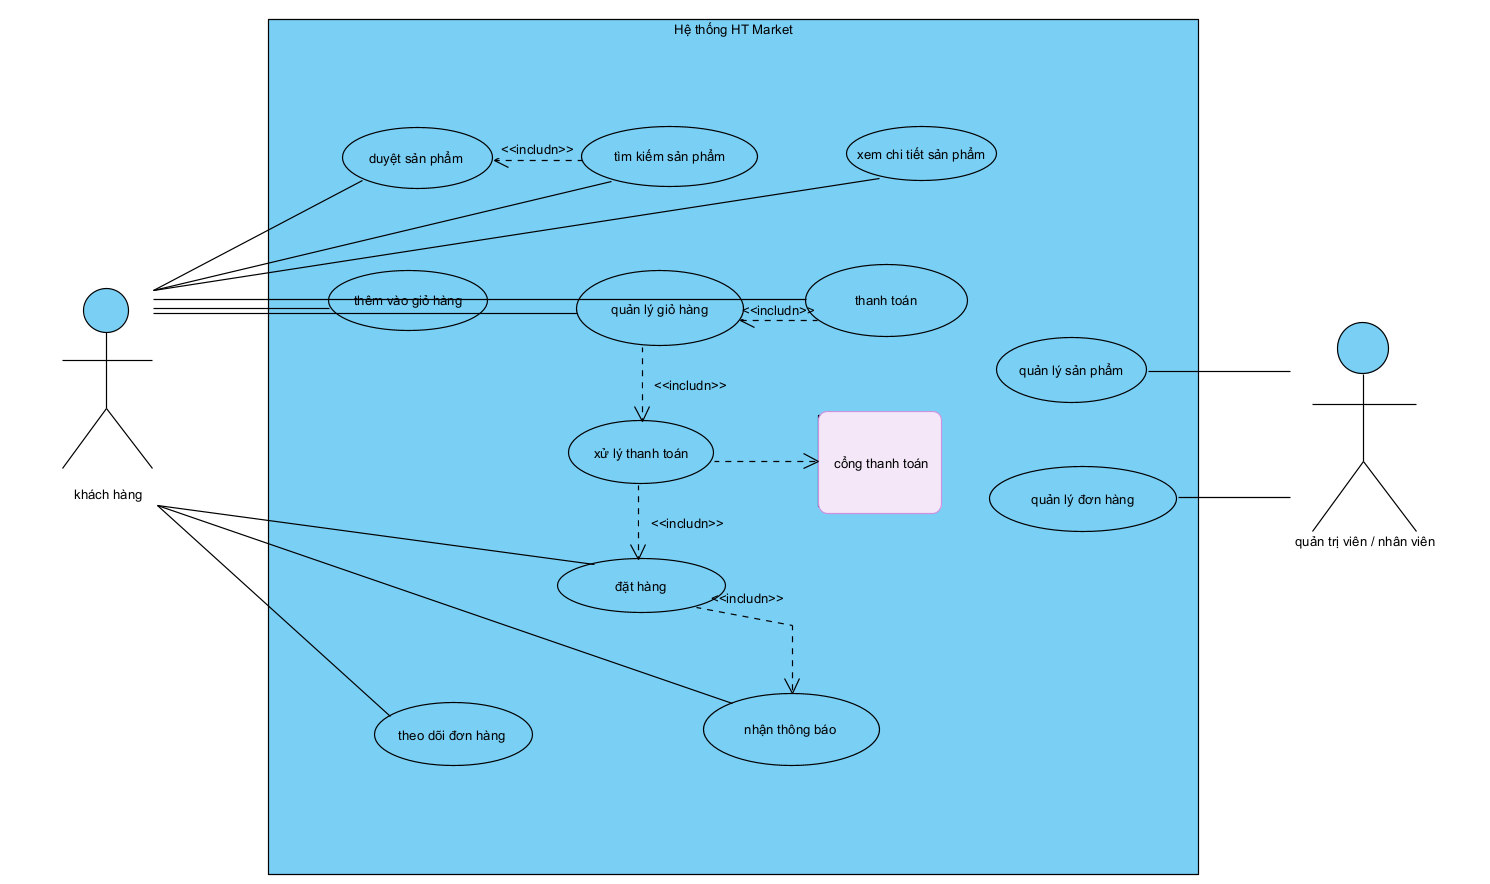 Hệ thống HT Market
duyệt sản phẩm
<<includn>>
tìm kiếm sản phẩm
xem chi tiết sản phẩm
thêm vào giỏ hàng
quản lý giỏ hàng
<<includn>>
thanh toán
quản lý sản phẩm
<<includn>>
xử lý thanh toán
cổng thanh toán
khách hàng
quản lý đơn hàng
<<includn>>
quản trị viên / nhân viên
đặt hàng
<<includn>>
theo dõi đơn hàng
nhận thông báo